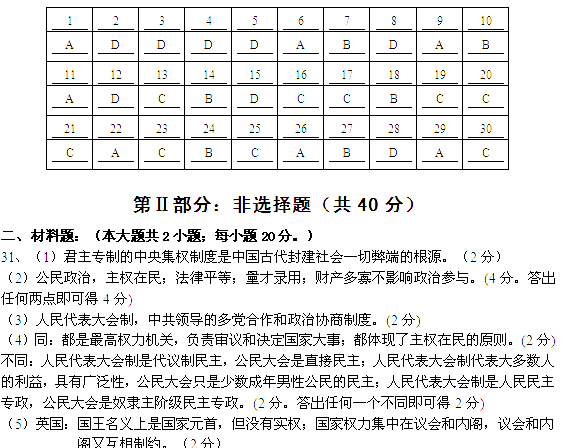 1 2 3 4 5 6 7 8 9 10
A D D D D A B D A B
11 12 13 14 15 16 17 18 19 20
A D C B D C C B C C
21 22 23 24 25 26 27 28 29 30
C A C B C A B D A C
第Ⅱ部分：非选择题（共 40 分）
二、材料题：（本大题共 2 小题；每小题 20 分。）
31、（1）君主专制的中央集权制度是中国古代封建社会一切弊端的根源。（2 分）
（2）公民政治，主权在民；法律平等；量才录用；财产多寡不影响政治参与。(4 分。答出
任何两点即可得 4 分)
（3）人民代表大会制，中共领导的多党合作和政治协商制度。(2 分)
（4）同：都是最高权力机关，负责审议和决定国家大事；都体现了主权在民的原则。(2 分)
不同：人民代表大会制是代议制民主，公民大会是直接民主；人民代表大会制代表大多数人
的利益，具有广泛性，公民大会只是少数成年男性公民的民主；人民代表大会制是人民民主
专政，公民大会是奴隶主阶级民主专政。(2 分。答出任何一个不同即可得 2 分)
（5）英国：国王名义上是国家元首，但没有实权；国家权力集中在议会和内阁，议会和内
阁又互相制约。（2 分）